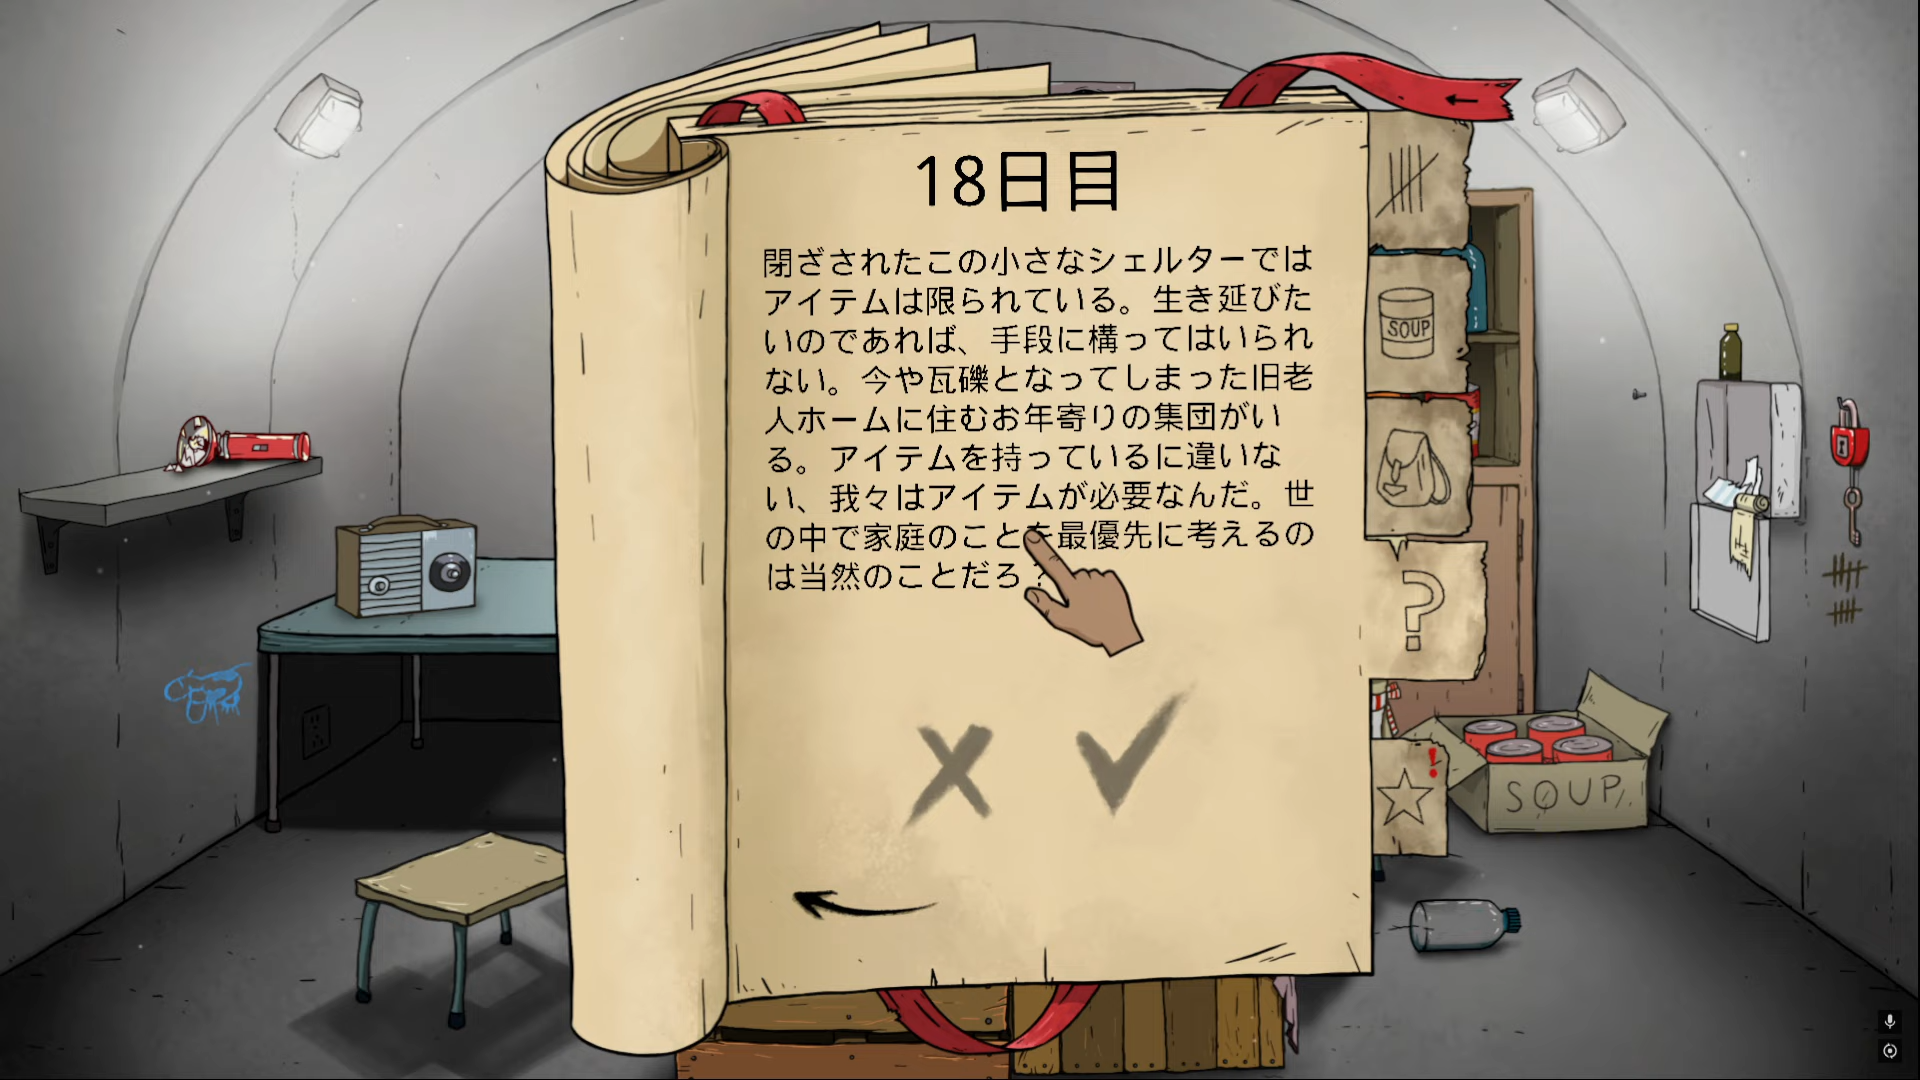 18日目
閉ざされたこの小さなシェルターでは
アイテムは限られている。生き延びた
いのであれば、手段に構ってはいられ
ない。今や瓦礫となってしまった旧老
人ホームに住むお年寄りの集団がい
る。アイテムを持っているに違いな
い、我々はアイテムが必要なんだ。世
の中で家庭のことを最優先に考えるの
は当然のことだろ
SOUP
?
SOUP